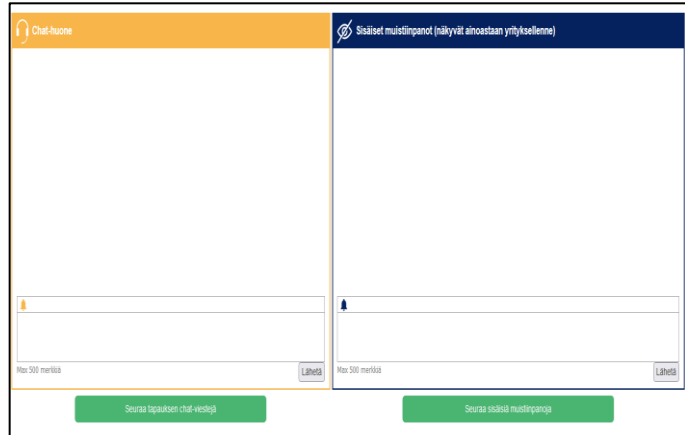 Chat-huone
Sisäiset muistiinpanot (näkyvät ainoastaan yrityksellenne)
Max 500 merkkiä
Lähetä
Max 500 merkkiä
Lähetä
Seuraa tapauksen chat-viestejä
Seuraa sisäisiä muistiinpanoja